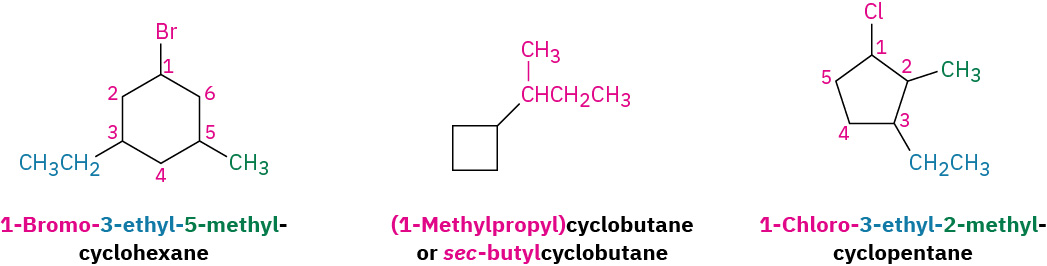 Br
1
2
6
3
5
4
CH₃CH₂
CH₃
1-Bromo-3-ethyl-5-methyl-
cyclohexane
CH₃
CHCH₂CH₃
(1-Methylpropyl)cyclobutane
or sec-butylcyclobutane
Cl
1
2
CH₃
5
3
4
CH₂CH₃
1-Chloro-3-ethyl-2-methyl-
cyclopentane